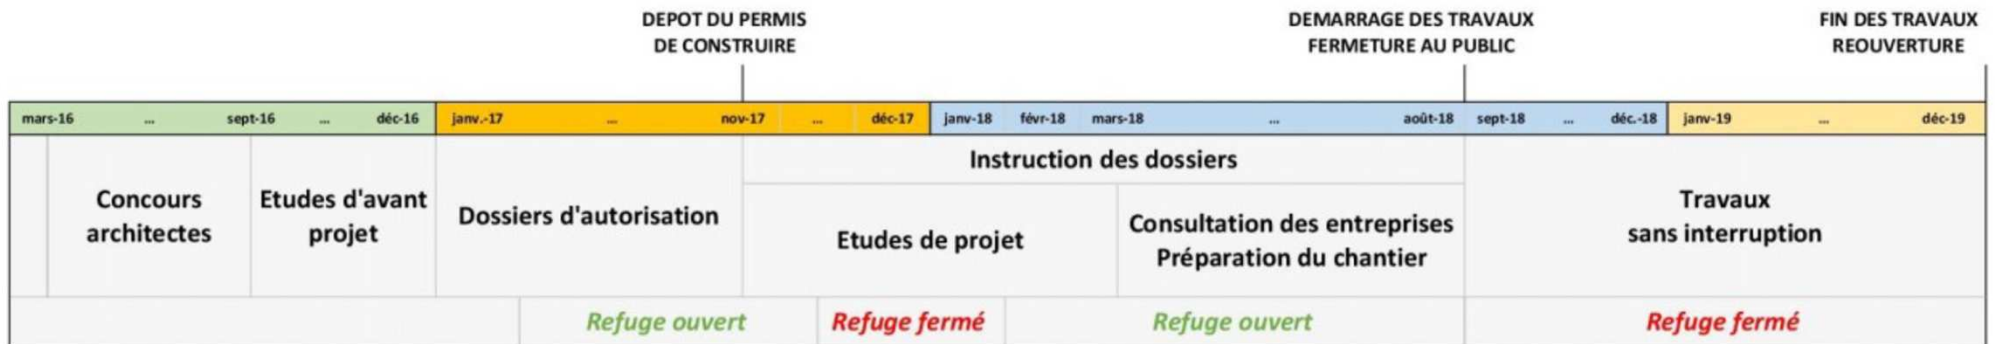 DEPOT DU PERMIS
DE CONSTRUIRE
DEMARRAGE DES TRAVAUX
FERMETURE AU PUBLIC
FIN DES TRAVAUX
REOUVERTURE
mars-16 ... sept-16 ... déc-16 janv.-17 ... nov-17 ... déc-17 janv-18 févr-18 mars-18 ... août-18 sept-18 ... déc.-18 janv-19 ... déc-19
Concours
architectes
Etudes d'avant
projet
Dossiers d'autorisation
Instruction des dossiers
Etudes de projet
Consultation des entreprises
Préparation du chantier
Travaux
sans interruption
Refuge ouvert
Refuge fermé
Refuge ouvert
Refuge fermé